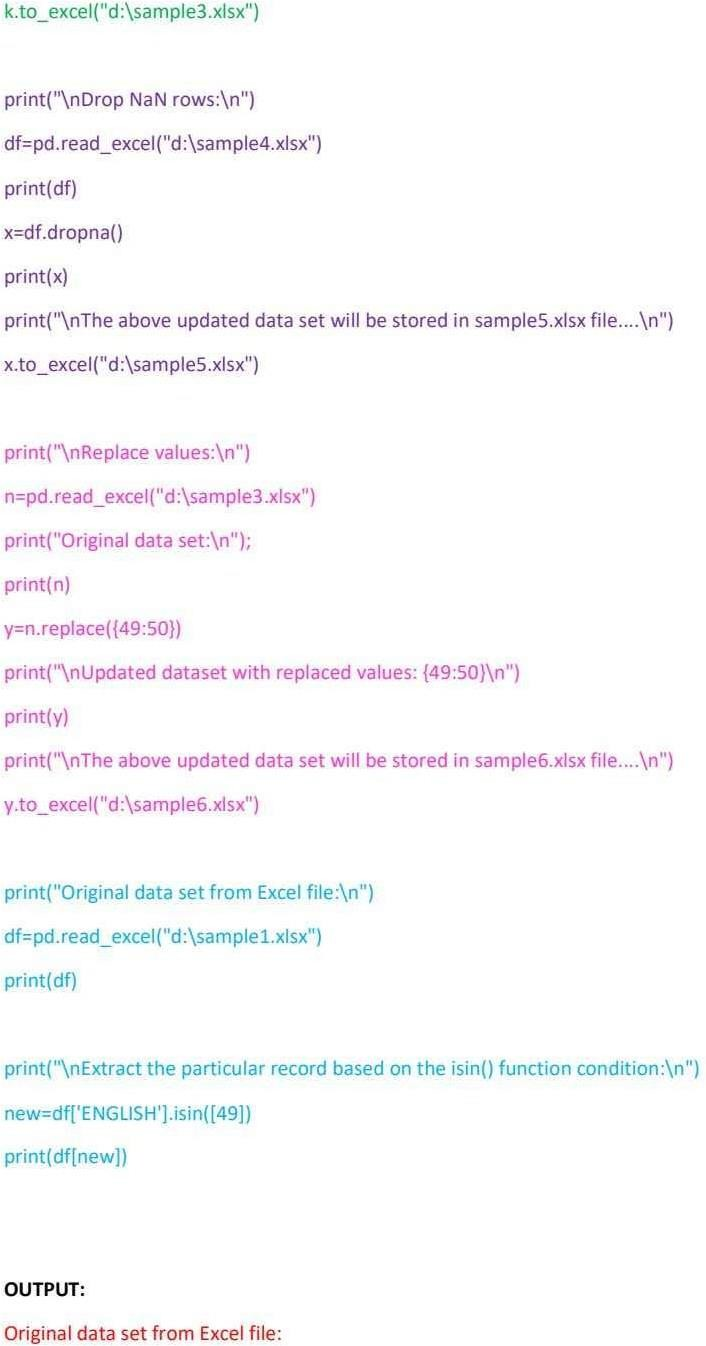 k.to_excel("d:\sample3.xlsx")
print("\nDrop NaN rows:\n")
df=pd.read_excel("d:\sample4.xlsx")
print(df)
x=df.dropna()
print(x)
print("\nThe above updated data set will be stored in sample5.xlsx file....\n")
x.to_excel("d:\sample5.xlsx")
print("\nReplace values:\n")
n=pd.read_excel("d:\sample3.xlsx")
print("Original data set:\n");
print(n)
y=n.replace({49:50})
print("\nUpdated dataset with replaced values: {49:50}\n")
print(y)
print("\nThe above updated data set will be stored in sample6.xlsx file....\n")
y.to_excel("d:\sample6.xlsx")
print("Original data set from Excel file:\n")
df=pd.read_excel("d:\sample1.xlsx")
print(df)
print("\nExtract the particular record based on the isin() function condition:\n")
new=df['ENGLISH'].isin([49])
print(df[new])
OUTPUT:
Original data set from Excel file: